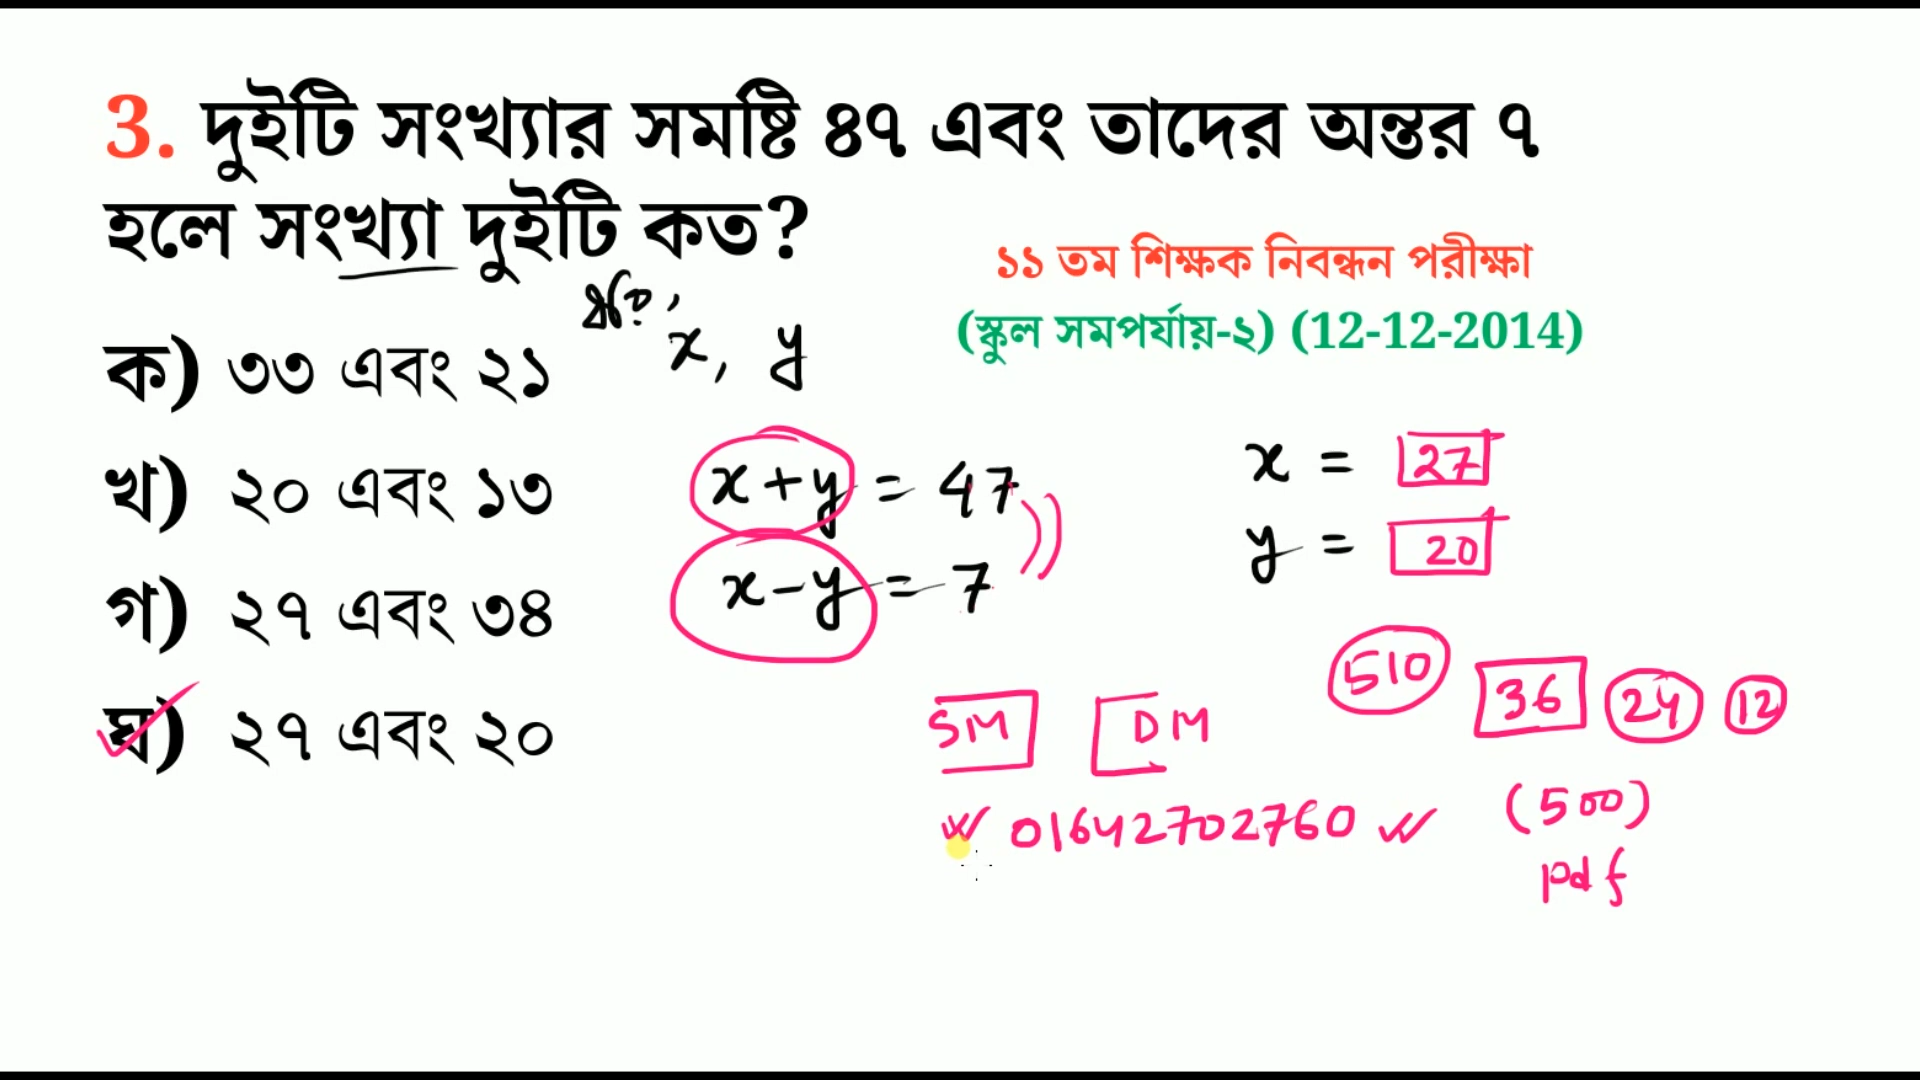 3. দুইটি সংখ্যার সমষ্টি ৪৭ এবং তাদের অন্তর ৭
হলে সংখ্যা দুইটি কত?
১১ তম শিক্ষক নিবন্ধন পরীক্ষা
(স্কুল সমপর্যায়-২) (12-12-2014)
ধরি,
x, y
ক) ৩৩ এবং ২১
খ) ২০ এবং ১৩
গ) ২৭ এবং ৩৪
ঘ) ২৭ এবং ২০
x+y = 47
x-y = 7
x = 27
y = 20
510 36 24 12
SM DM
01642702760
(500)
pdf